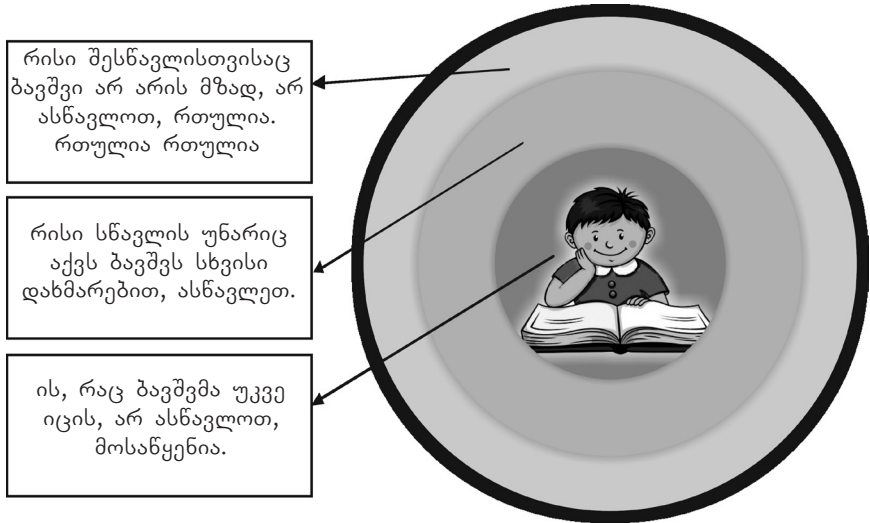 რისი შესწავლისთვისაც
ბავშვი არ არის მზად, არ
ასწავლოთ, რთულია.
რთულია რთულია
რისი სწავლის უნარიც
აქვს ბავშვს სხვისი
დახმარებით, ასწავლეთ.
ის, რაც ბავშვმა უკვე
იცის, არ ასწავლოთ,
მოსაწყენია.